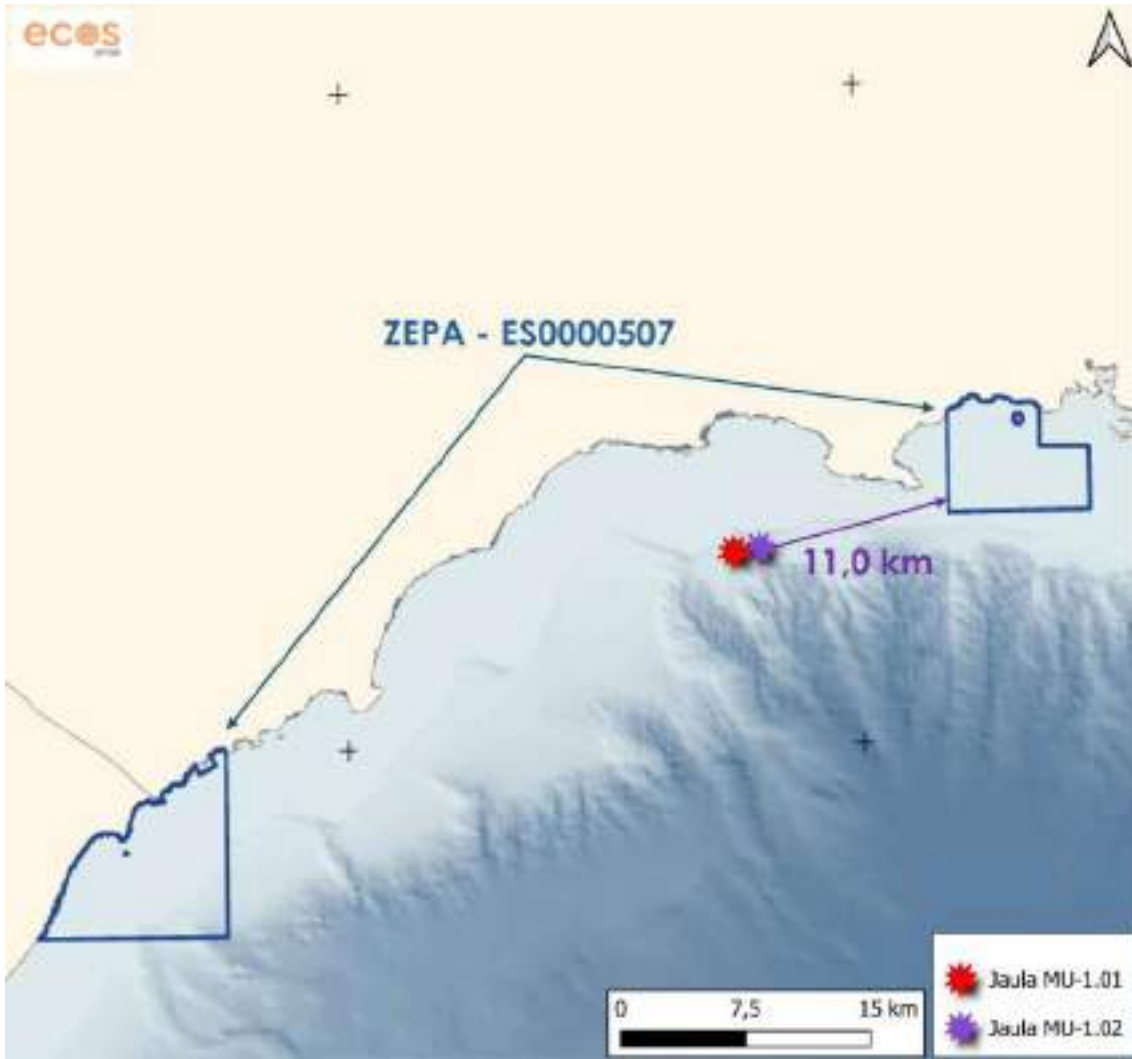 ecos
ZEPA - ES0000507
11,0 km
0 7,5 15 km
Jaula MU-1.01
Jaula MU-1.02